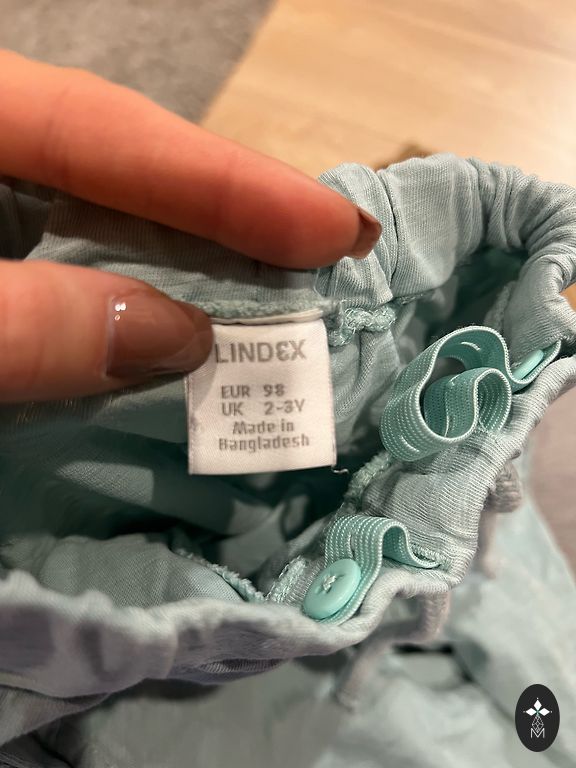 LINDEX
EUR 98
UK 2-3Y
Made in
Bangladesh
M